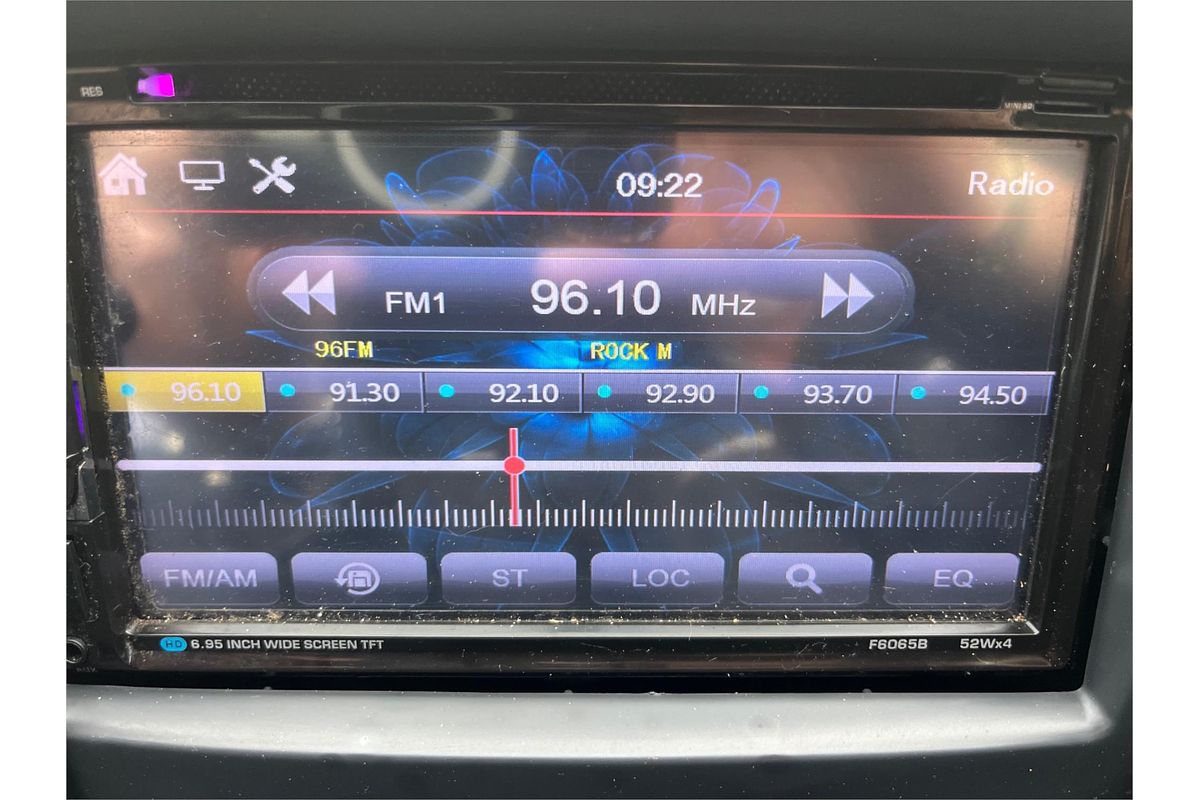 RES
MINI SD
09:22
Radio
FM1 96.10 MHz
96FM ROCK M
96.10 91.30 92.10 92.90 93.70 94.50
FM/AM ST LOC EQ
HD 6.95 INCH WIDE SCREEN TFT F6065B 52Wx4